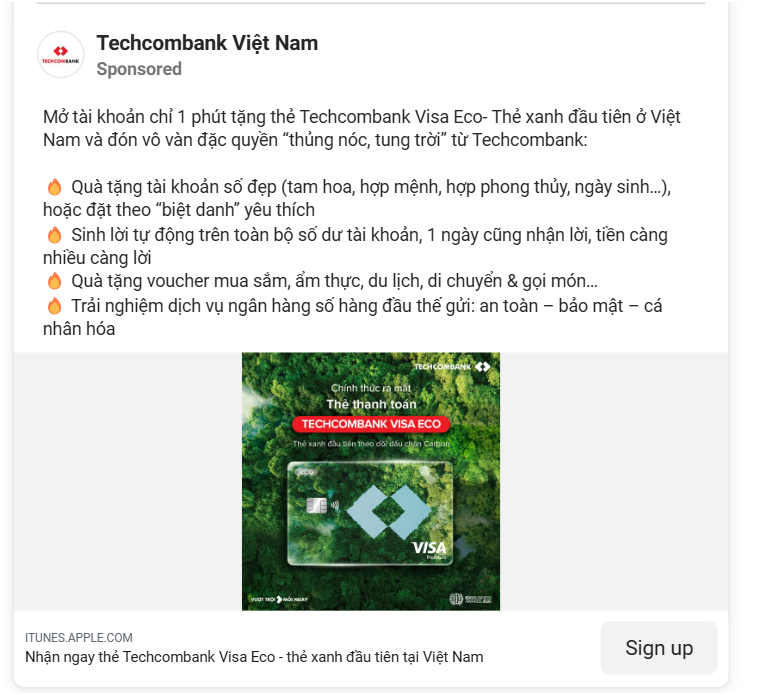 Techcombank Việt Nam
TECHCOMBANK
Sponsored
Mở tài khoản chỉ 1 phút tặng thẻ Techcombank Visa Eco- Thẻ xanh đầu tiên ở Việt
Nam và đón vô vàn đặc quyền “thủng nóc, tung trời” từ Techcombank:
🔥 Quà tặng tài khoản số đẹp (tam hoa, hợp mệnh, hợp phong thủy, ngày sinh...),
hoặc đặt theo “biệt danh” yêu thích
🔥 Sinh lời tự động trên toàn bộ số dư tài khoản, 1 ngày cũng nhận lời, tiền càng
nhiều càng lời
🔥 Quà tặng voucher mua sắm, ẩm thực, du lịch, di chuyển & gọi món...
🔥 Trải nghiệm dịch vụ ngân hàng số hàng đầu thế gửi: an toàn – bảo mật – cá
nhân hóa
TECHCOMBANK
Chính thức ra mắt
Thẻ thanh toán
TECHCOMBANK VISA ECO
Thẻ xanh đầu tiên theo dõi dấu chân Carbon
eco
VISA
Platinum
VƯỢT TRỘI MỖI NGÀY
ITUNES.APPLE.COM
Nhận ngay thẻ Techcombank Visa Eco - thẻ xanh đầu tiên tại Việt Nam
Sign up